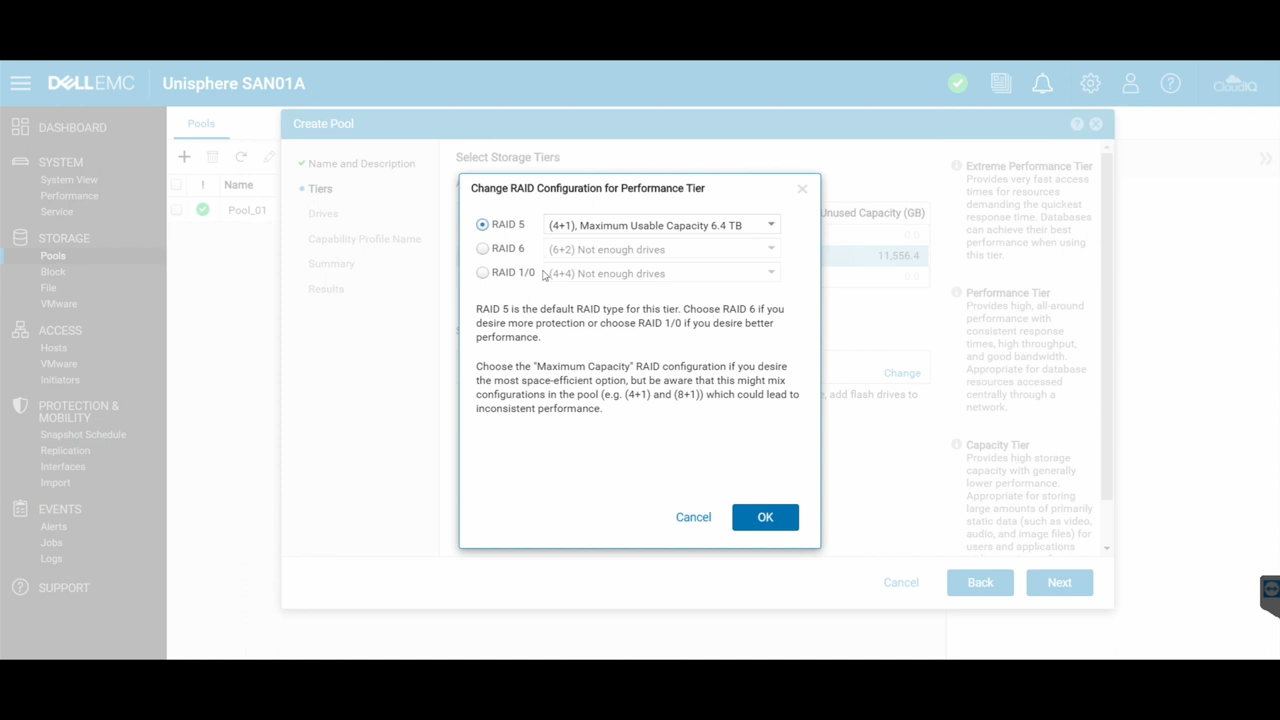 DELLEMC
Unisphere SAN01A
CloudIQ
DASHBOARD
SYSTEM
System View
Performance
Service
STORAGE
Pools
Block
File
VMware
ACCESS
Hosts
VMware
Initiators
PROTECTION &
MOBILITY
Snapshot Schedule
Replication
Interfaces
Import
EVENTS
Alerts
Jobs
Logs
SUPPORT
Pools
! Name
Pool_01
Create Pool
Name and Description
Tiers
Drives
Capability Profile Name
Summary
Results
Select Storage Tiers
Unused Capacity (GB)
0.0
11,556.4
0.0
Change
, add flash drives to
Change RAID Configuration for Performance Tier
RAID 5 (4+1), Maximum Usable Capacity 6.4 TB
RAID 6 (6+2) Not enough drives
RAID 1/0 (4+4) Not enough drives
RAID 5 is the default RAID type for this tier. Choose RAID 6 if you
desire more protection or choose RAID 1/0 if you desire better
performance.
Choose the "Maximum Capacity" RAID configuration if you desire
the most space-efficient option, but be aware that this might mix
configurations in the pool (e.g. (4+1) and (8+1)) which could lead to
inconsistent performance.
Cancel
OK
Extreme Performance Tier
Provides very fast access
times for resources
demanding the quickest
response time. Databases
can achieve their best
performance when using
this tier.
Performance Tier
Provides high, all-around
performance with
consistent response
times, high throughput,
and good bandwidth.
Appropriate for database
resources accessed
centrally through a
network.
Capacity Tier
Provides high storage
capacity with generally
lower performance.
Appropriate for storing
large amounts of primarily
static data (such as video,
audio, and image files) for
users and applications
Cancel
Back
Next